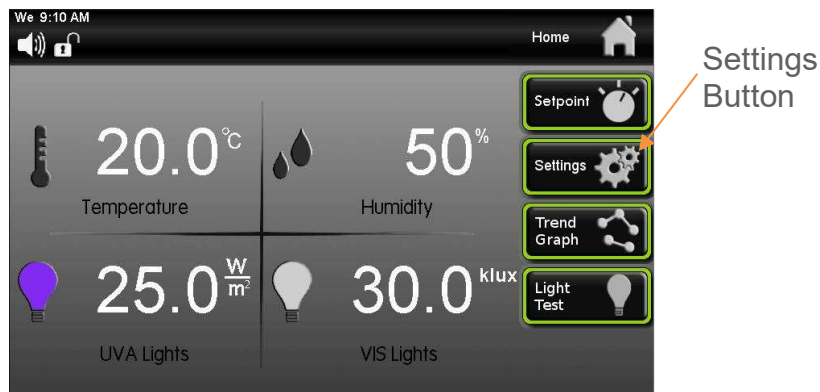 We 9:10 AM
Home
Settings
Button
Setpoint
20.0°C
50%
Settings
Temperature
Humidity
Trend
Graph
25.0 W/m²
30.0 klux
Light
Test
UVA Lights
VIS Lights